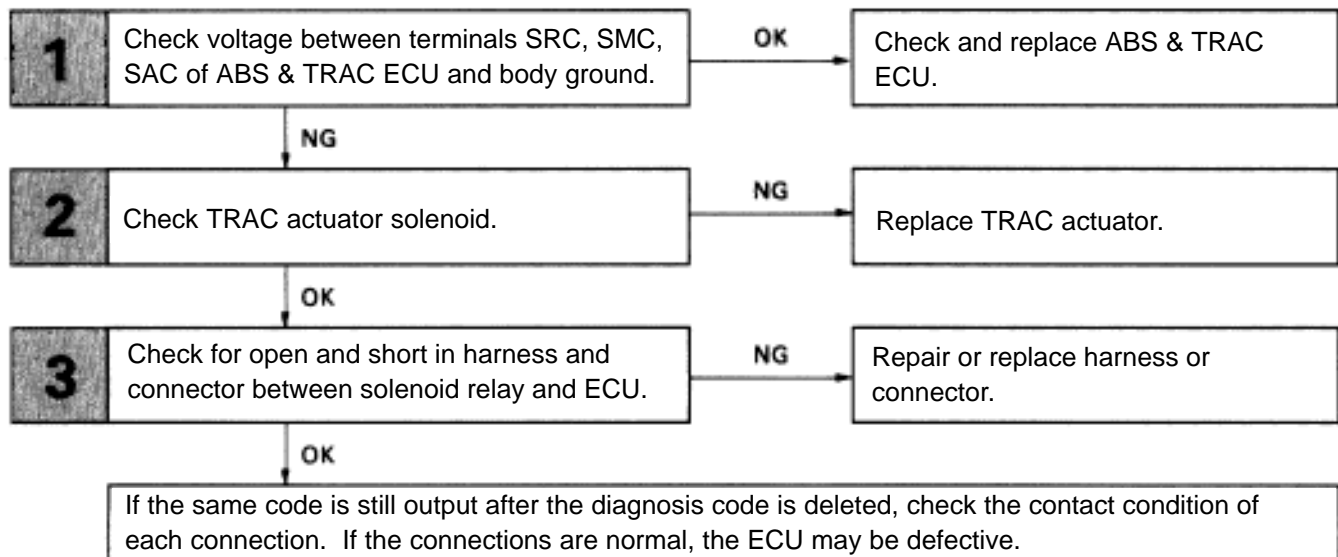 1
Check voltage between terminals SRC, SMC,
SAC of ABS & TRAC ECU and body ground.
OK
Check and replace ABS & TRAC
ECU.
NG
2
Check TRAC actuator solenoid.
NG
Replace TRAC actuator.
OK
3
Check for open and short in harness and
connector between solenoid relay and ECU.
NG
Repair or replace harness or
connector.
OK
If the same code is still output after the diagnosis code is deleted, check the contact condition of
each connection.  If the connections are normal, the ECU may be defective.